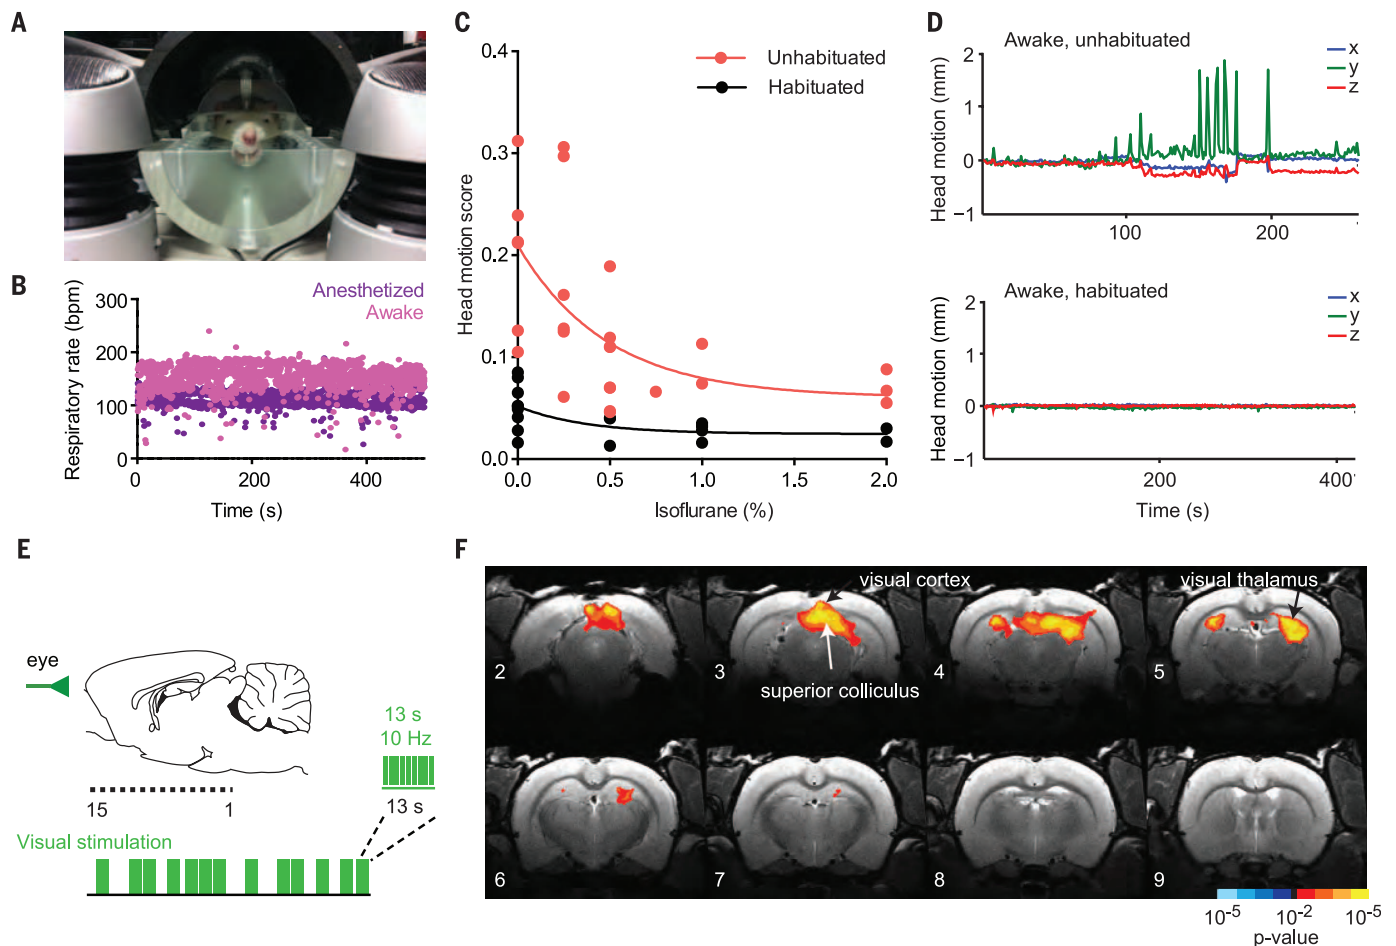 A
B
Anesthetized
Awake
Respiratory rate (bpm)
300
200
100
0
0
200
400
Time (s)
C
Unhabituated
Habituated
Head motion score
0.4
0.3
0.2
0.1
0.0
0.0
0.5
1.0
1.5
2.0
Isoflurane (%)
D
Awake, unhabituated
x
y
z
Head motion (mm)
2
1
0
−1
100
200
Awake, habituated
x
y
z
Head motion (mm)
2
1
0
−1
200
400
Time (s)
E
eye
13 s
10 Hz
13 s
15
1
Visual stimulation
F
visual cortex
visual thalamus
superior colliculus
2
3
4
5
6
7
8
9
10⁻⁵
10⁻²
10⁻⁵
p-value